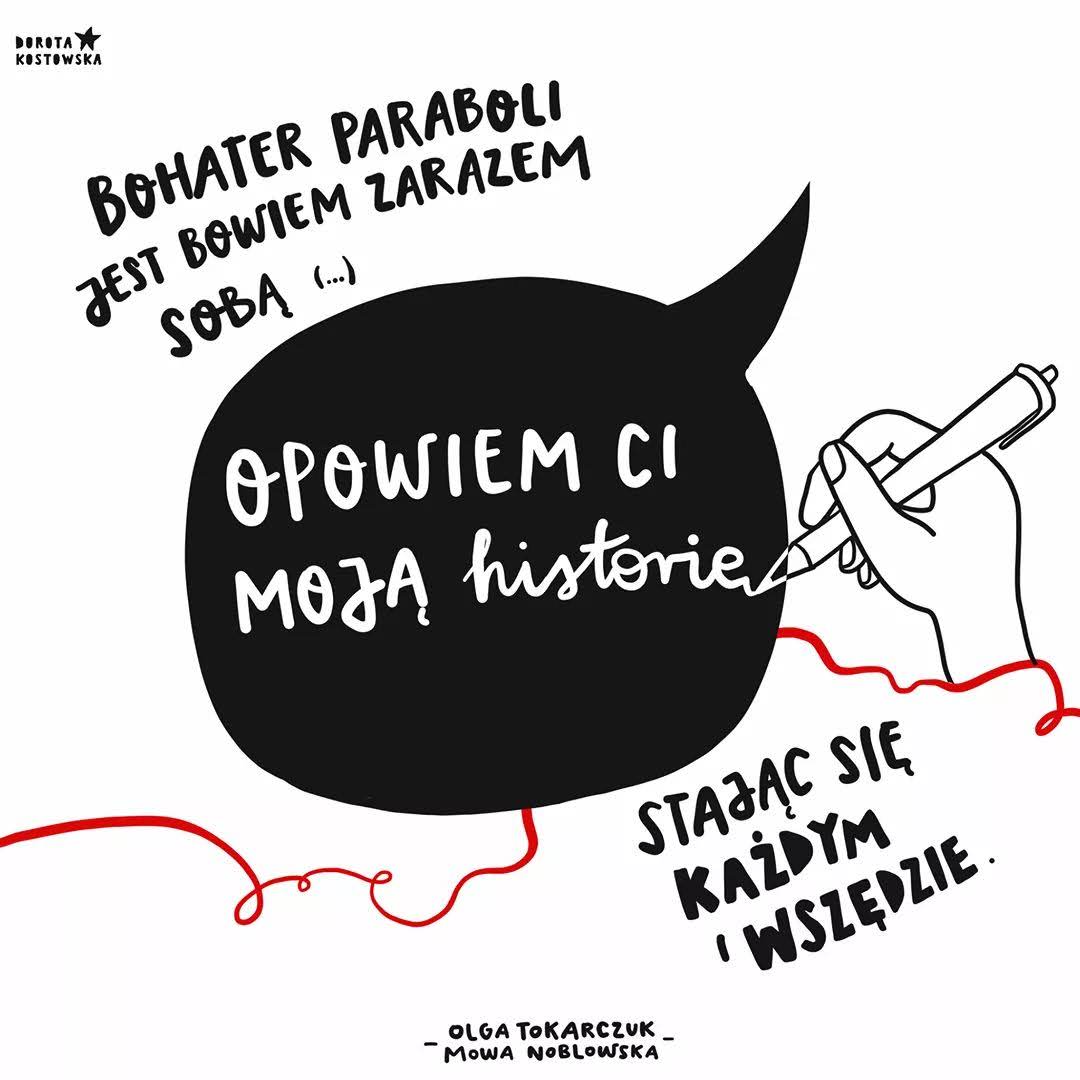 DOROTA
KOSTOWSKA
BOHATER PARABOLI
JEST BOWIEM ZARAZEM
SOBĄ (...)
OPOWIEM CI
MOJĄ historię
STAJĄC SIĘ
KAŻDYM
I WSZĘDZIE.
- OLGA TOKARCZUK -
MOWA NOBLOWSKA